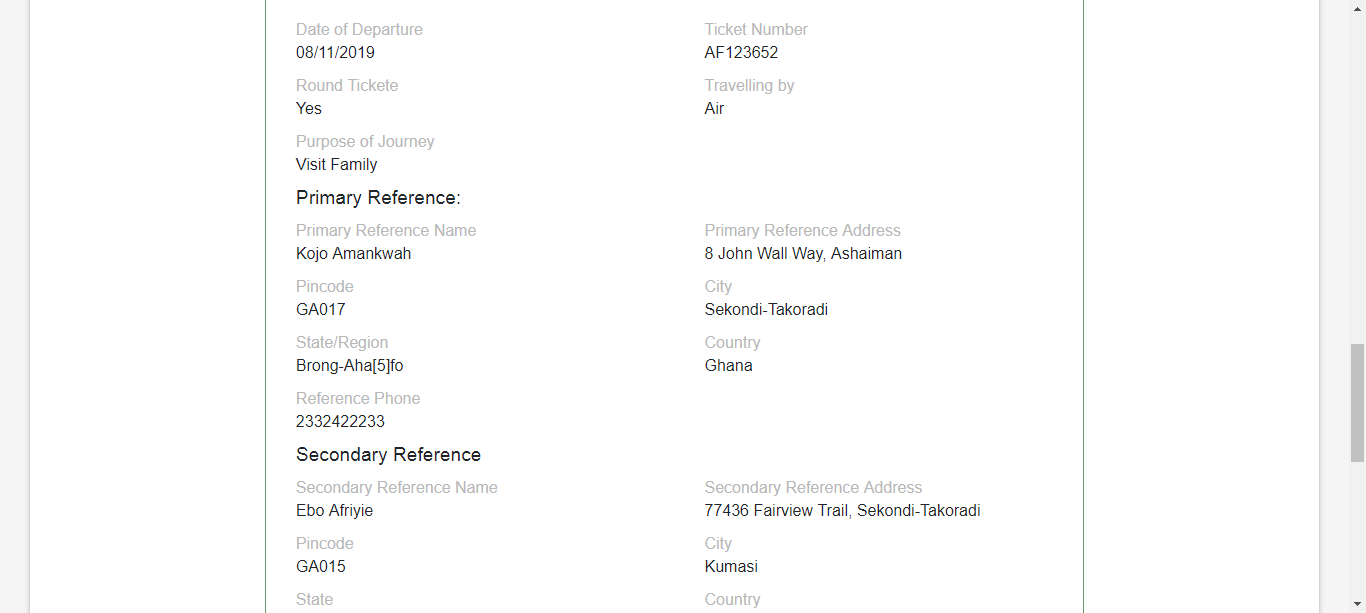 Date of Departure Ticket Number
08/11/2019 AF123652
Round Tickete Travelling by
Yes Air
Purpose of Journey
Visit Family
Primary Reference:
Primary Reference Name Primary Reference Address
Kojo Amankwah 8 John Wall Way, Ashaiman
Pincode City
GA017 Sekondi-Takoradi
State/Region Country
Brong-Aha[5]fo Ghana
Reference Phone
2332422233
Secondary Reference
Secondary Reference Name Secondary Reference Address
Ebo Afriyie 77436 Fairview Trail, Sekondi-Takoradi
Pincode City
GA015 Kumasi
State Country